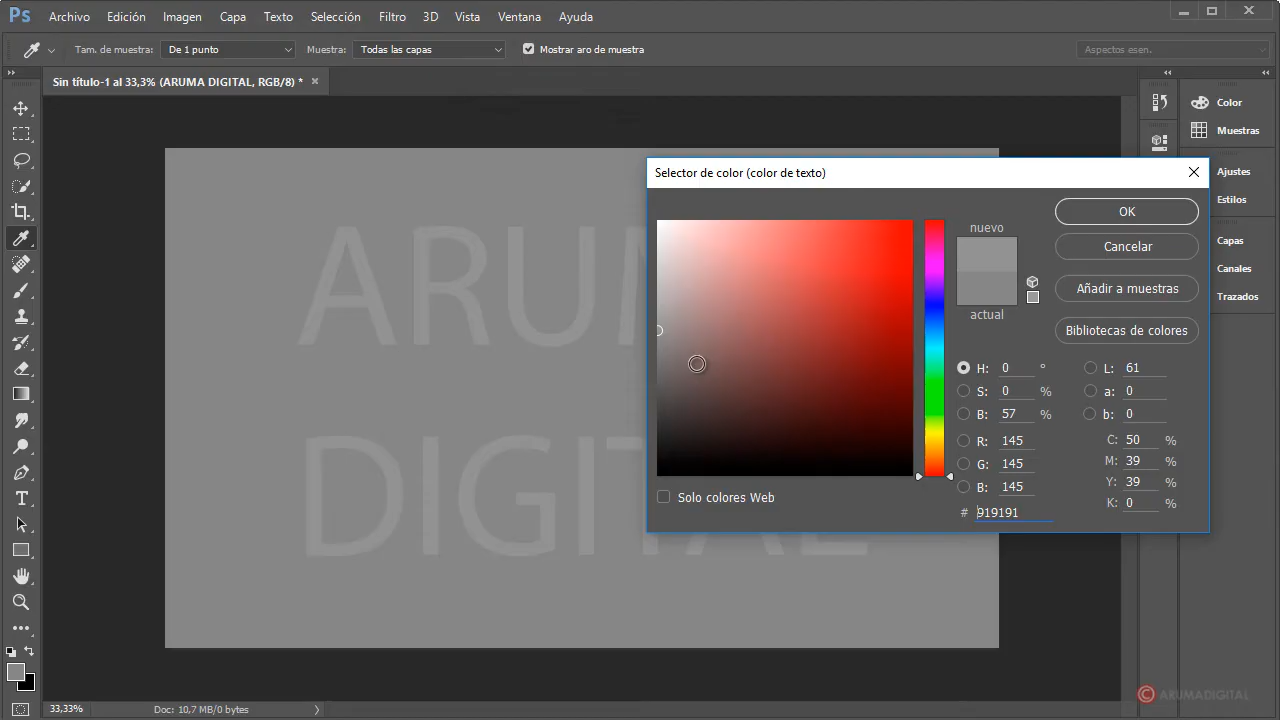 Ps Archivo Edición Imagen Capa Texto Selección Filtro 3D Vista Ventana Ayuda
Tam. de muestra: De 1 punto Muestra: Todas las capas Mostrar aro de muestra Aspectos esen.
Sin título-1 al 33,3% (ARUMA DIGITAL, RGB/8) *
Color
Muestras
Ajustes
Estilos
Capas
Canales
Trazados
ARUM
DIGITAL
Selector de color (color de texto)
nuevo
actual
OK
Cancelar
Añadir a muestras
Bibliotecas de colores
H: 0 ° L: 61
S: 0 % a: 0
B: 57 % b: 0
R: 145 C: 50 %
G: 145 M: 39 %
B: 145 Y: 39 %
K: 0 %
# 919191
Solo colores Web
33,33% Doc: 10,7 MB/0 bytes
© ARUMADIGITAL